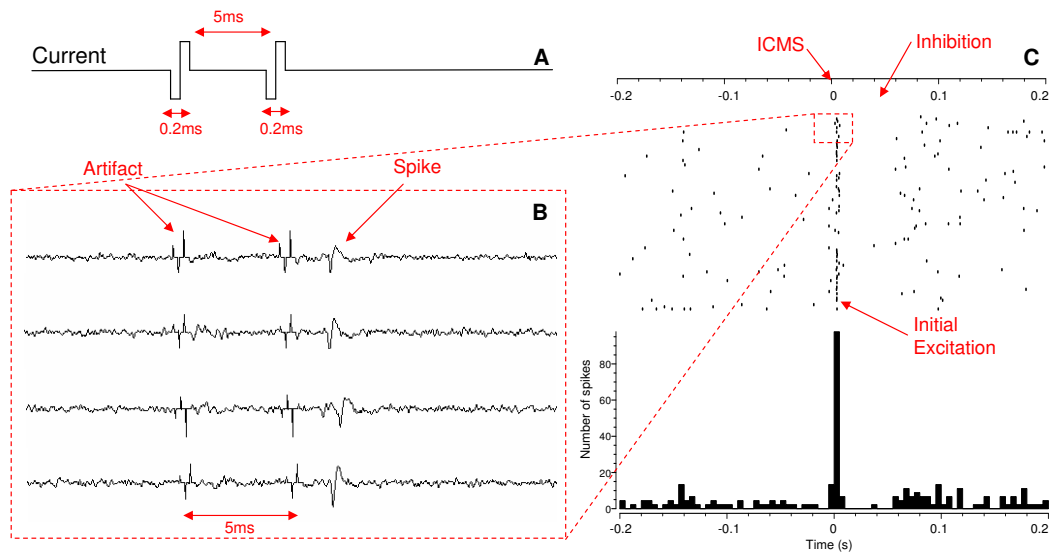 5ms
Current
A
0.2ms
0.2ms
Artifact
Spike
B
5ms
ICMS
Inhibition
C
-0.2
-0.1
0
0.1
0.2
Initial
Excitation
Number of spikes
80
60
40
20
0
-0.2
-0.1
0
0.1
0.2
Time (s)